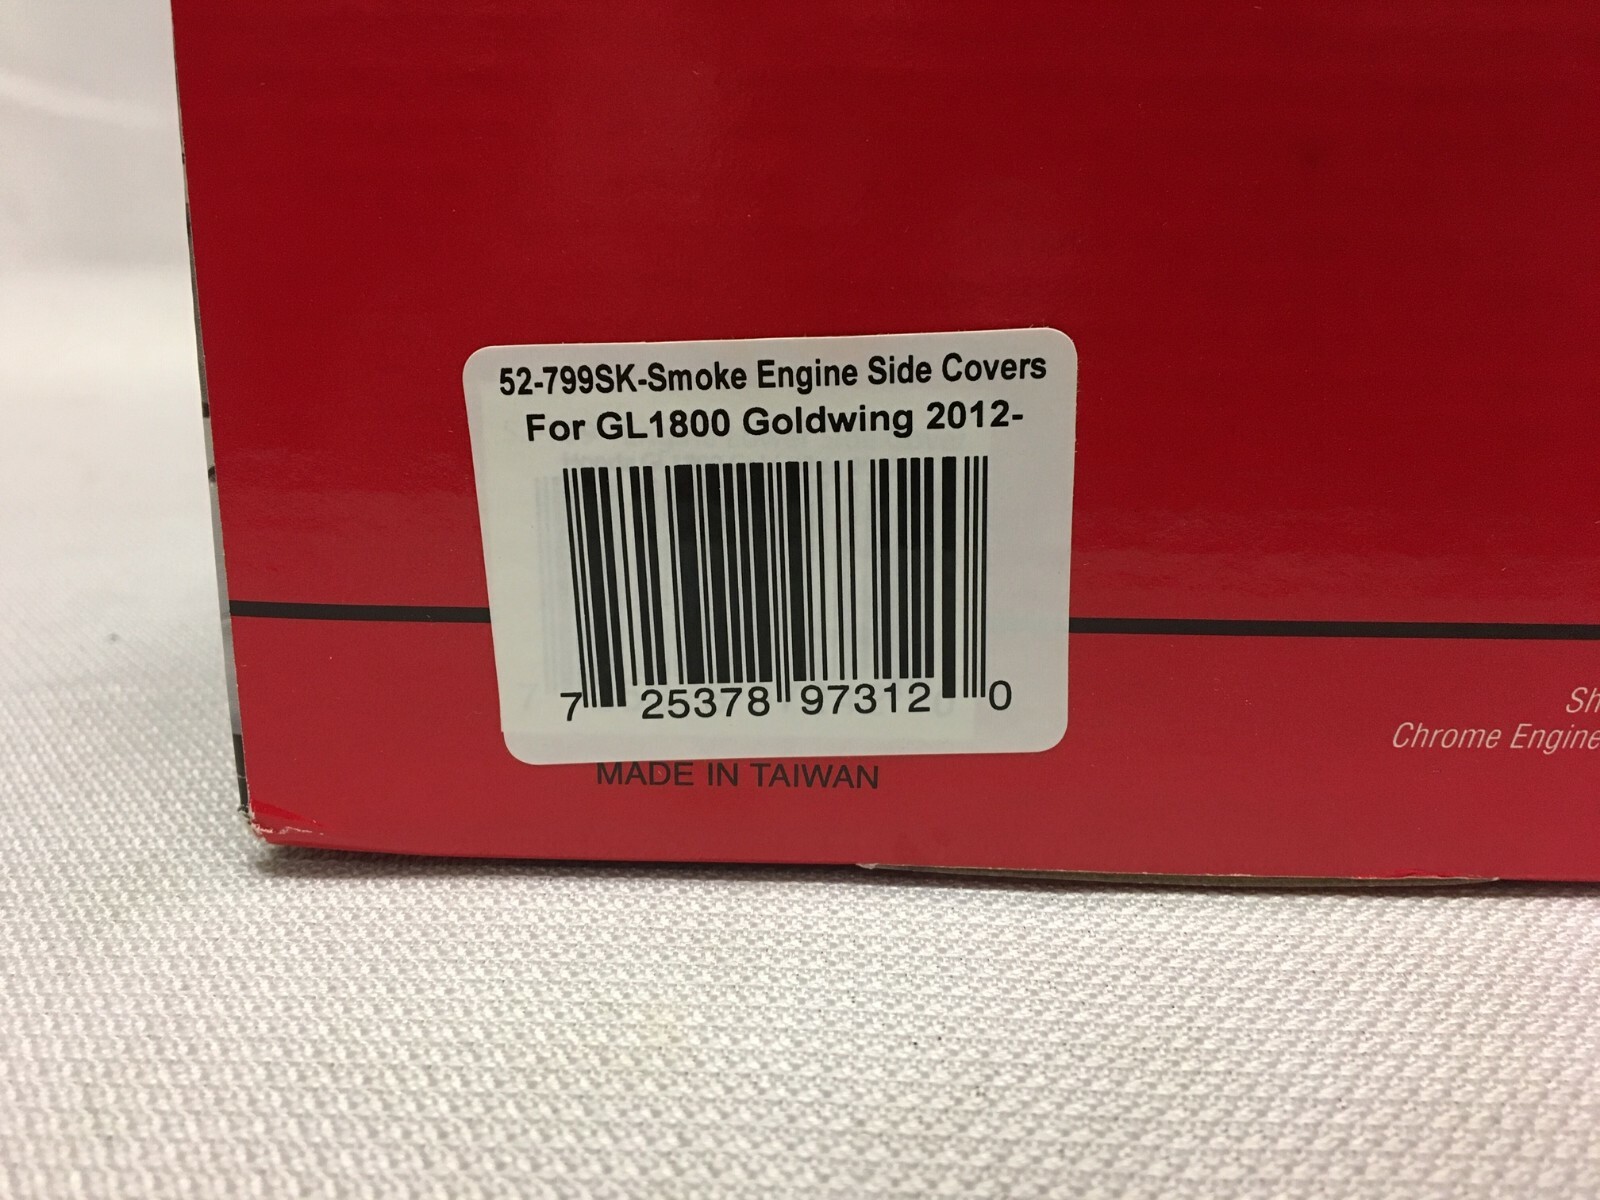 52-799SK-Smoke Engine Side Covers
For GL1800 Goldwing 2012-
7 25378 97312 0
MADE IN TAIWAN
Sh
Chrome Engine